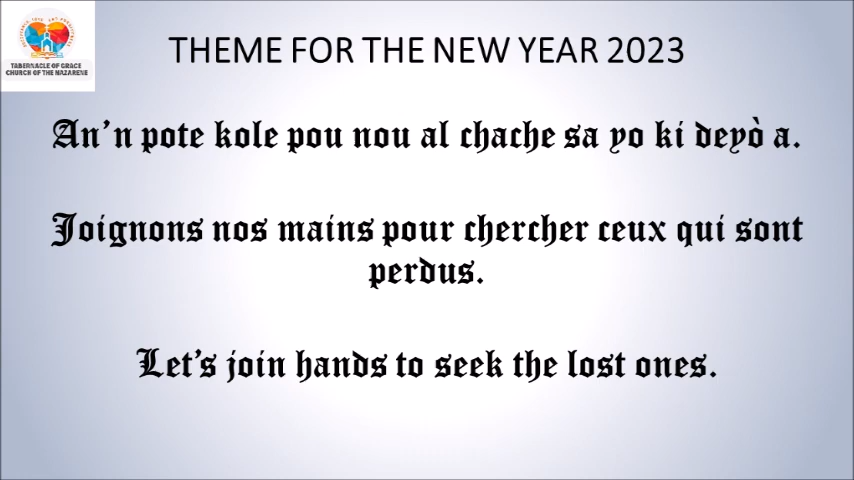 TABERNACLE OF GRACE
CHURCH OF THE NAZARENE
THEME FOR THE NEW YEAR 2023
An'n pote kole pou nou al chache sa yo ki deyò a.
Joignons nos mains pour chercher ceux qui sont
perdus.
Let's join hands to seek the lost ones.